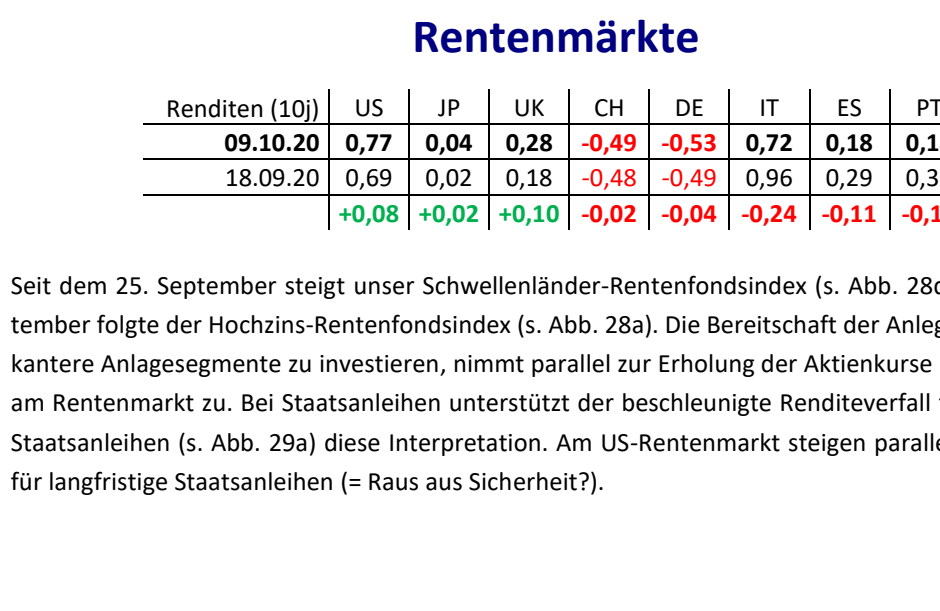 Rentenmärkte
Renditen (10j) US JP UK CH DE IT ES PT
09.10.20 0,77 0,04 0,28 -0,49 -0,53 0,72 0,18
18.09.20 0,69 0,02 0,18 -0,48 -0,49 0,96 0,29
+0,08 +0,02 +0,10 -0,02 -0,04 -0,24 -0,11
Seit dem 25. September steigt unser Schwellenländer-Rentenfondsindex (s. Abb.
tember folgte der Hochzins-Rentenfondsindex (s. Abb. 28a). Die Bereitschaft der
kantere Anlagesegmente zu investieren, nimmt parallel zur Erholung der Aktienkurse
am Rentenmarkt zu. Bei Staatsanleihen unterstützt der beschleunigte Renditeverfall
Staatsanleihen (s. Abb. 29a) diese Interpretation. Am US-Rentenmarkt steigen
für langfristige Staatsanleihen (= Raus aus Sicherheit?).